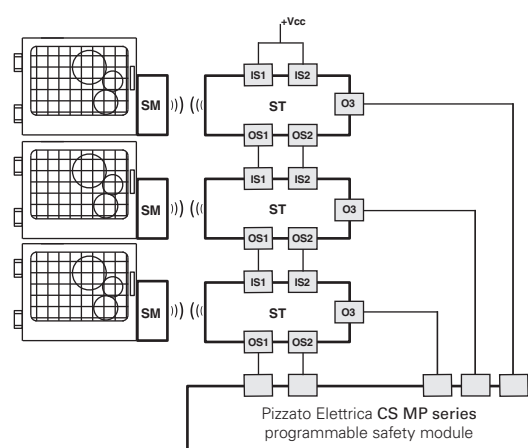 +Vcc
IS1 IS2
SM ))) ((( ST O3
OS1 OS2
IS1 IS2
SM ))) ((( ST O3
OS1 OS2
IS1 IS2
SM ))) ((( ST O3
OS1 OS2
Pizzato Elettrica CS MP series
programmable safety module